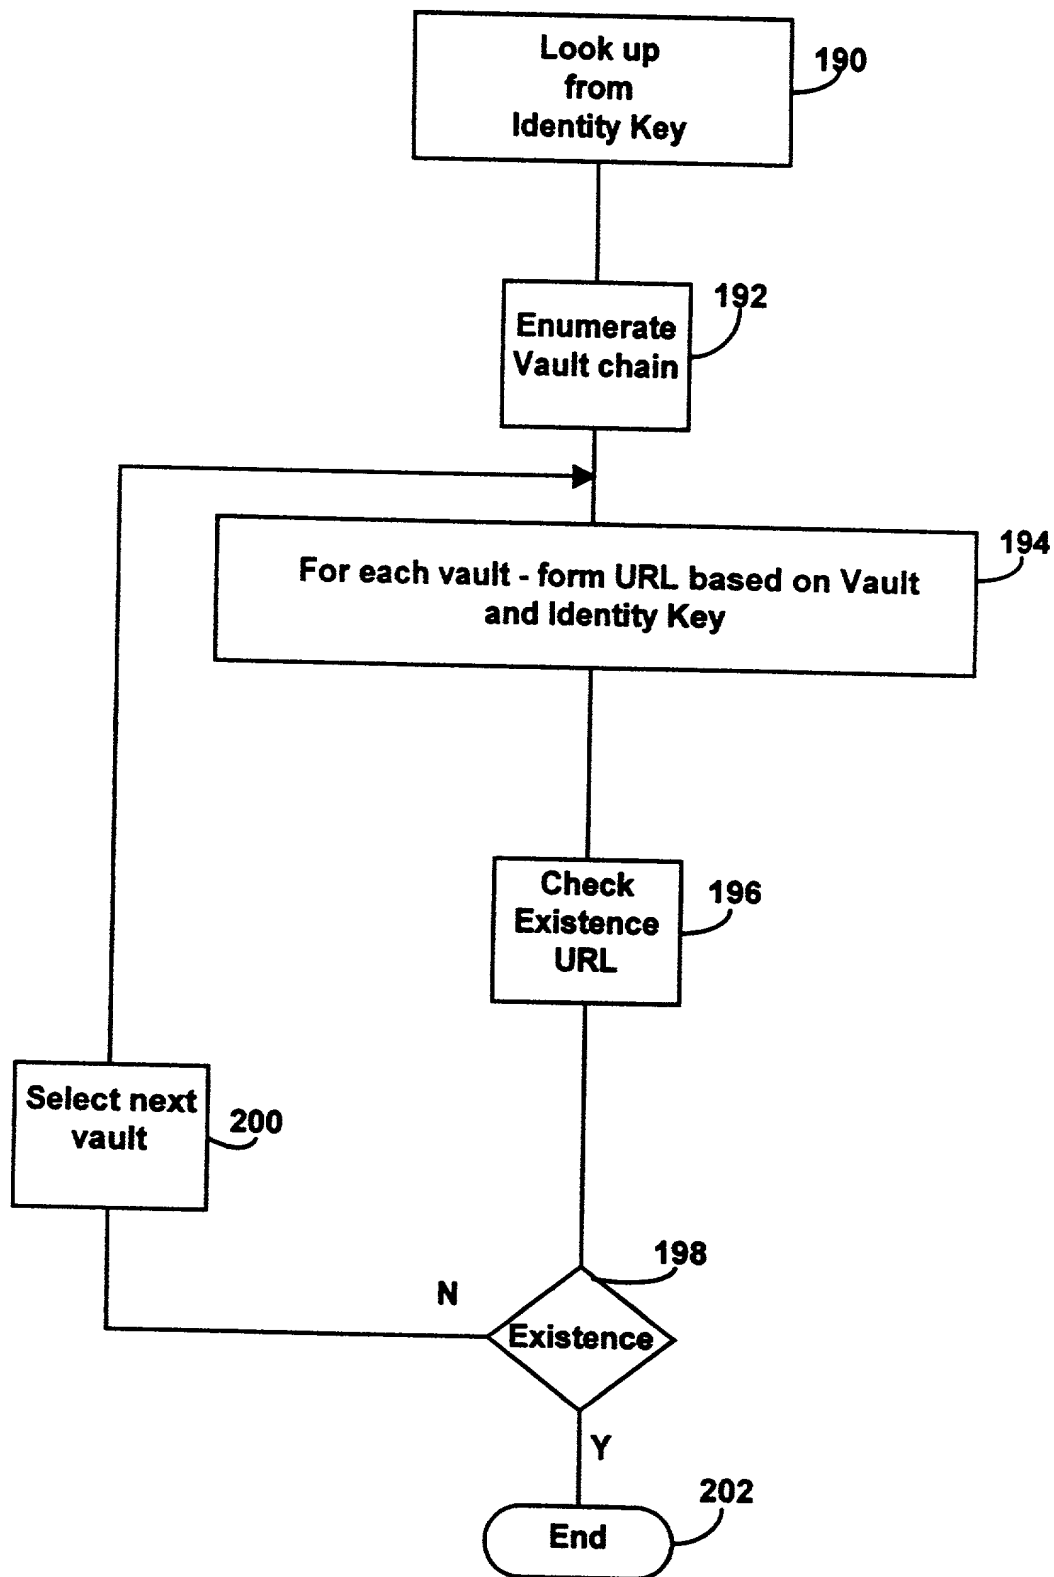 Look up
from
Identity Key
190
Enumerate
Vault chain
192
For each vault - form URL based on Vault
and Identity Key
194
Check
Existence
URL
196
Select next
vault
200
198
N
Existence
Y
End
202